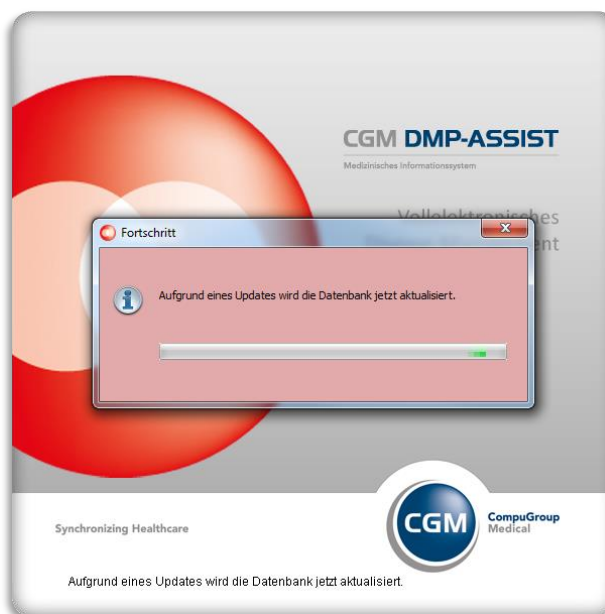 CGM DMP-ASSIST
Medizinisches Informationssystem
Vollelektronisches
Fortschritt
Aufgrund eines Updates wird die Datenbank jetzt aktualisiert.
Synchronizing Healthcare
CGM
CompuGroup
Medical
Aufgrund eines Updates wird die Datenbank jetzt aktualisiert.